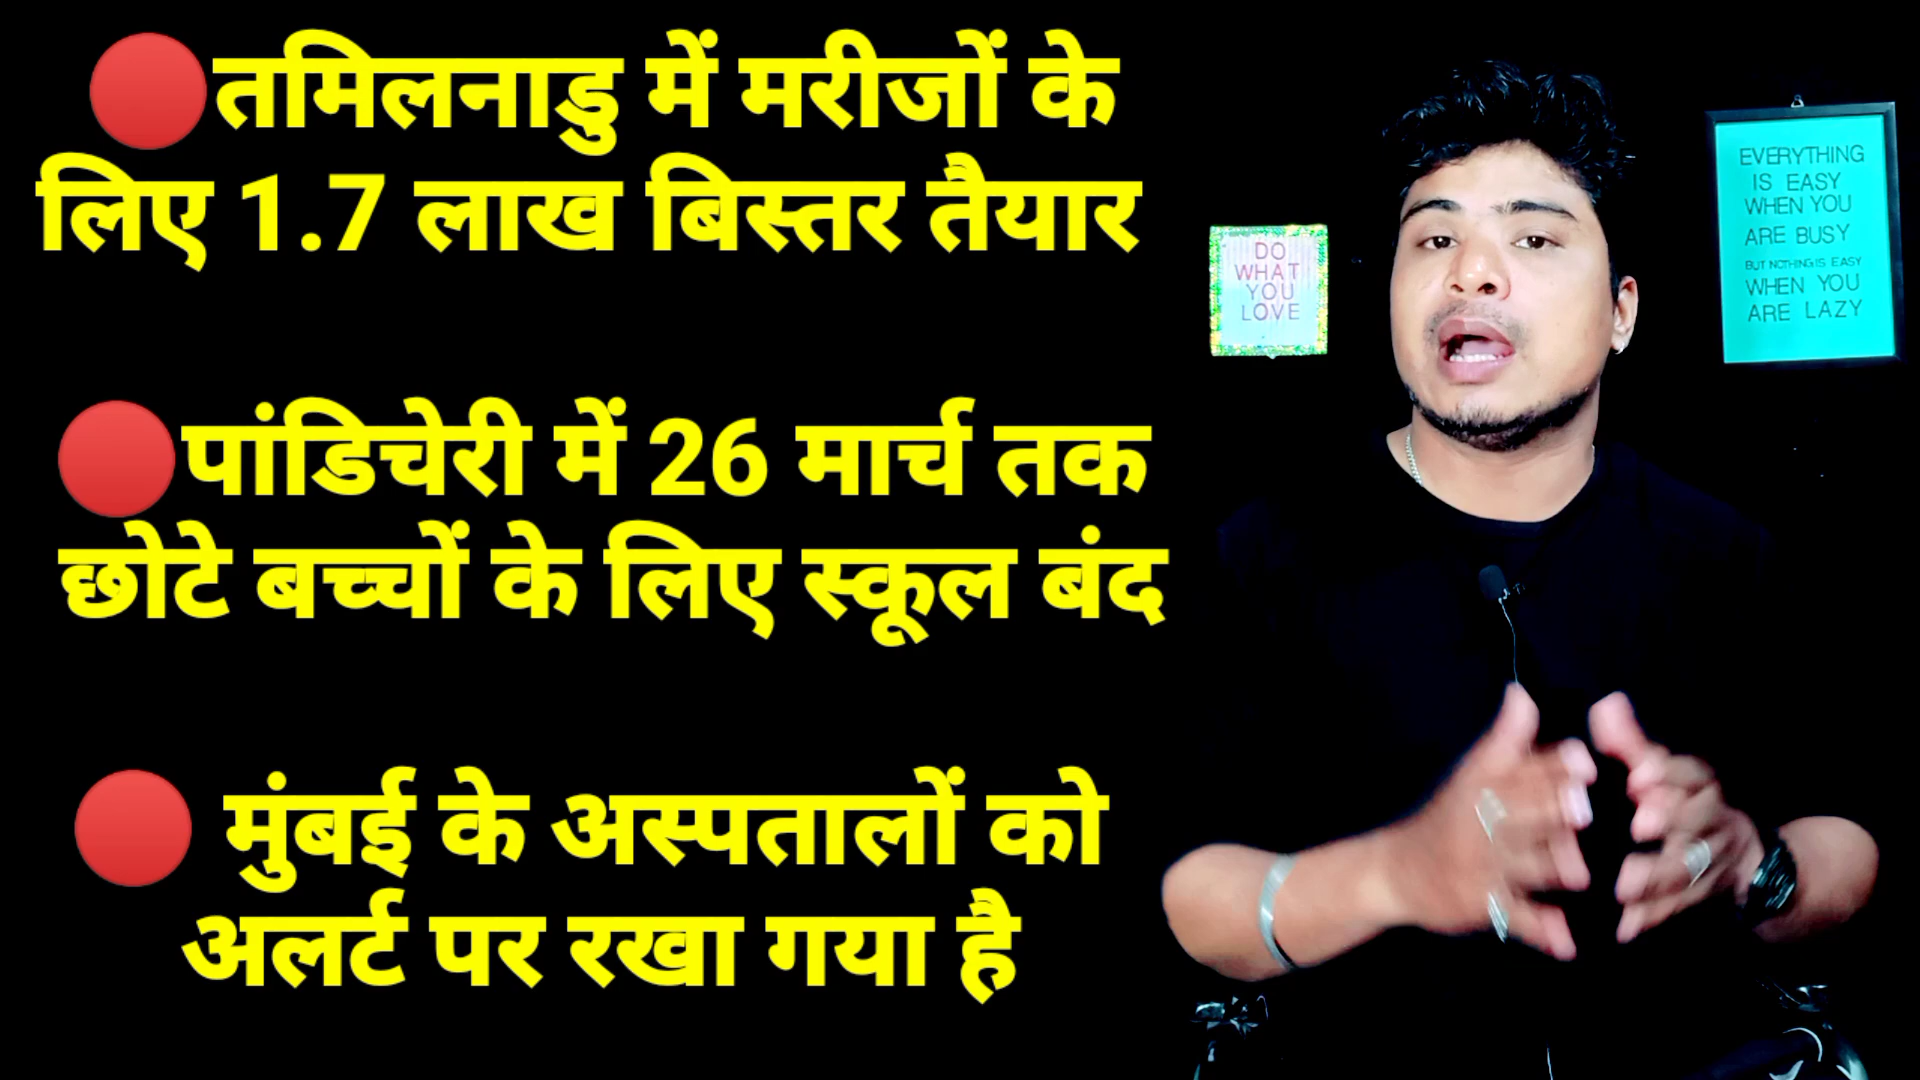 तमिलनाडु में मरीजों के
लिए 1.7 लाख बिस्तर तैयार
पांडिचेरी में 26 मार्च तक
छोटे बच्चों के लिए स्कूल बंद
मुंबई के अस्पतालों को
अलर्ट पर रखा गया है
DO
WHAT
YOU
LOVE
EVERYTHING
IS EASY
WHEN YOU
ARE BUSY
BUT NOTHING IS EASY
WHEN YOU
ARE LAZY